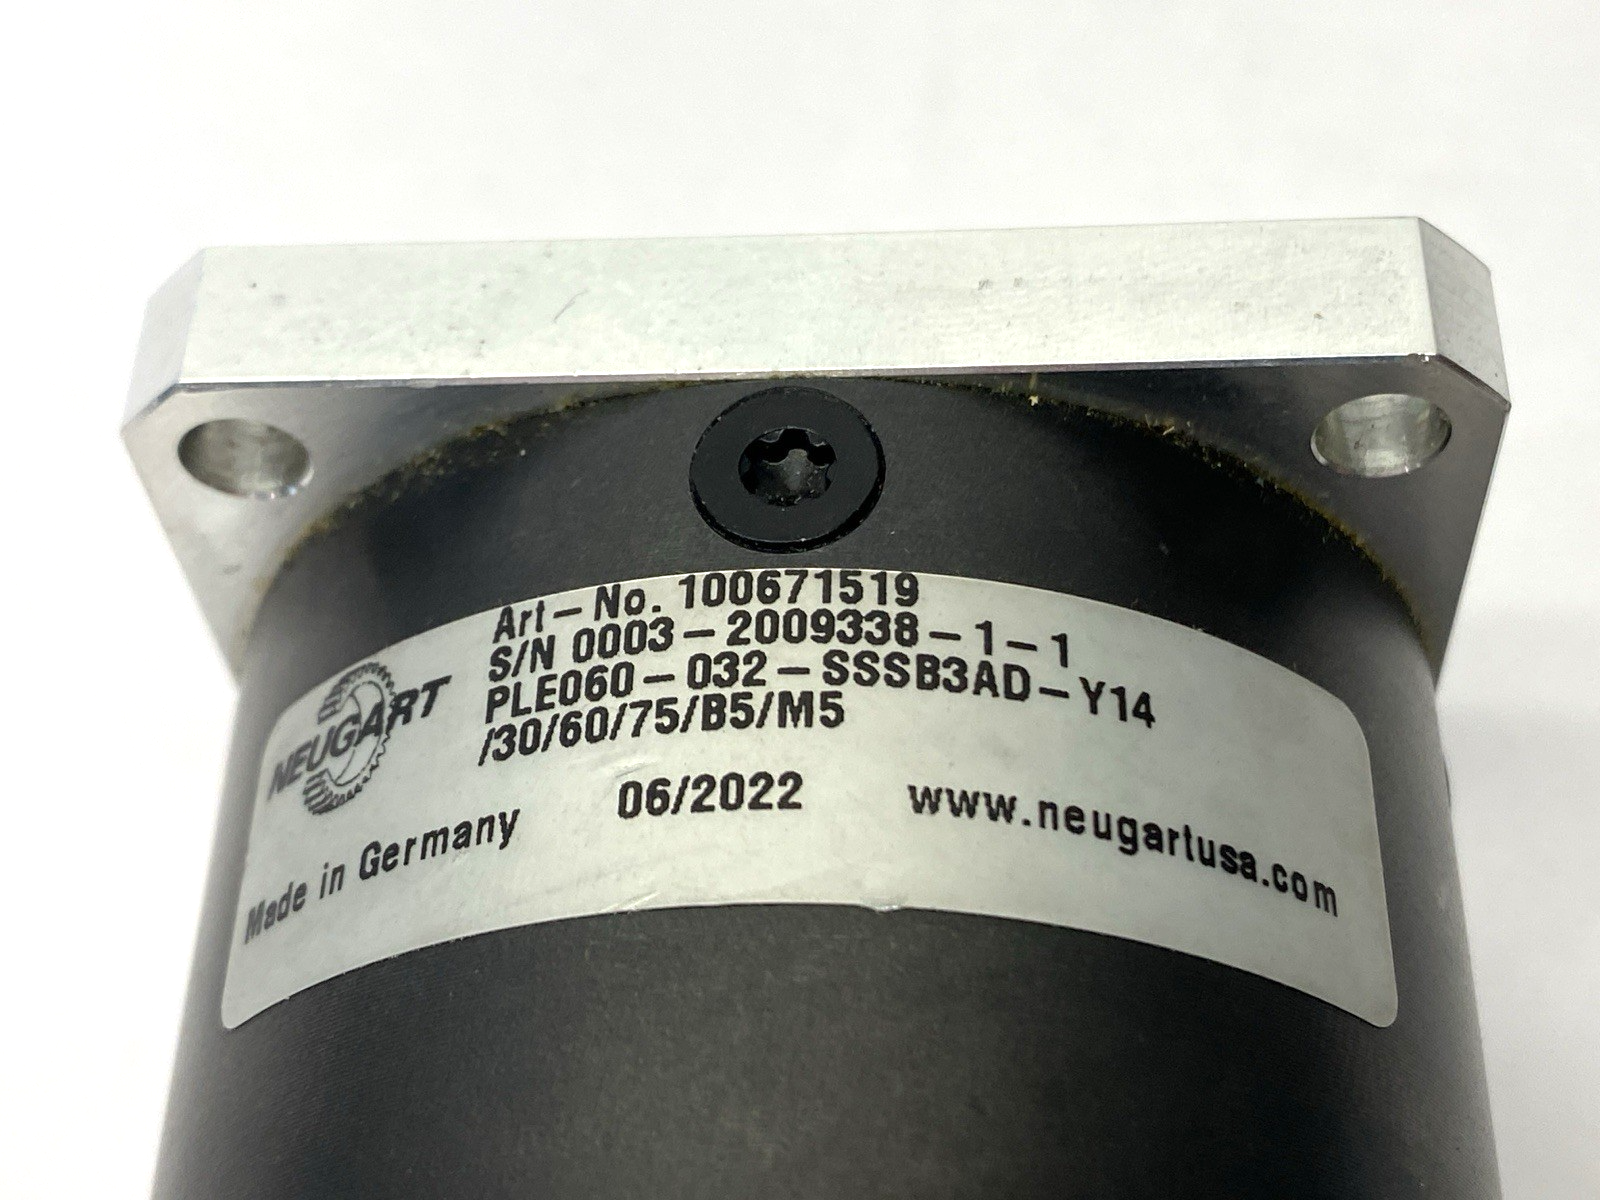 Art-No. 100671519
S/N 0003-2009338-1-1
PLE060-032-SSSB3AD-Y14
/30/60/75/B5/M5
NEUGART
06/2022
Made in Germany
www.neugartusa.com